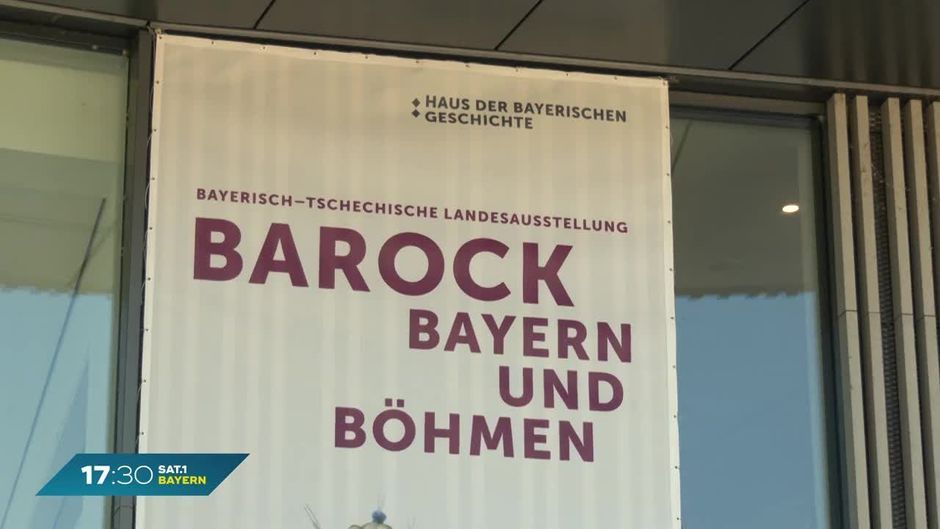 HAUS DER BAYERISCHEN
GESCHICHTE
BAYERISCH–TSCHECHISCHE LANDESAUSSTELLUNG
BAROCK
BAYERN
UND
BÖHMEN
17:30 SAT.1
BAYERN